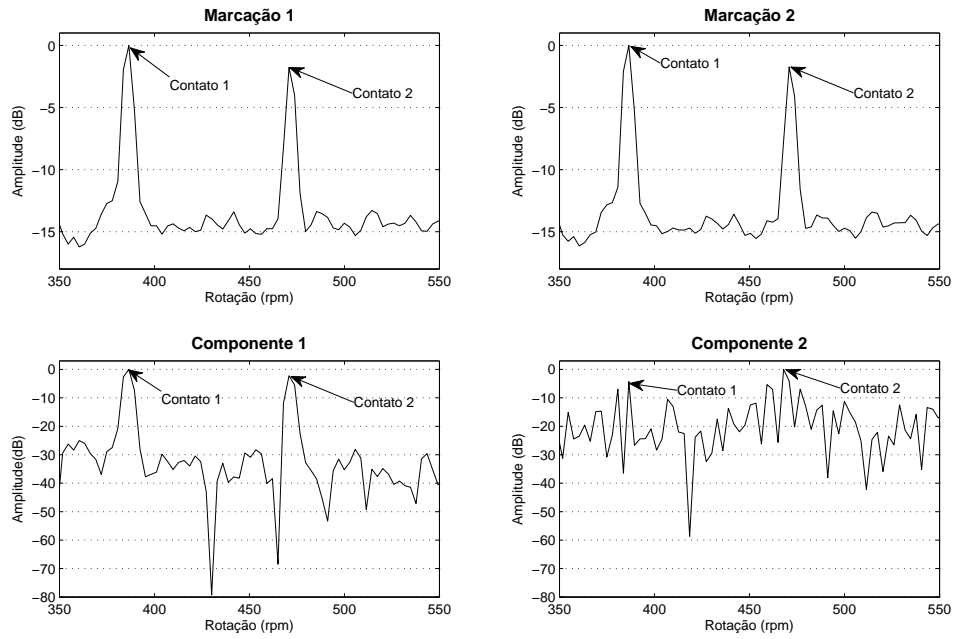 Marcação 1
Amplitude (dB)
0
−5
−10
−15
Contato 1
Contato 2
350
400
450
500
550
Rotação (rpm)
Marcação 2
Amplitude (dB)
0
−5
−10
−15
Contato 1
Contato 2
350
400
450
500
550
Rotação (rpm)
Componente 1
Amplitude(dB)
0
−10
−20
−30
−40
−50
−60
−70
−80
Contato 1
Contato 2
350
400
450
500
550
Rotação (rpm)
Componente 2
Amplitude (dB)
0
−10
−20
−30
−40
−50
−60
−70
−80
Contato 1
Contato 2
350
400
450
500
550
Rotação (rpm)